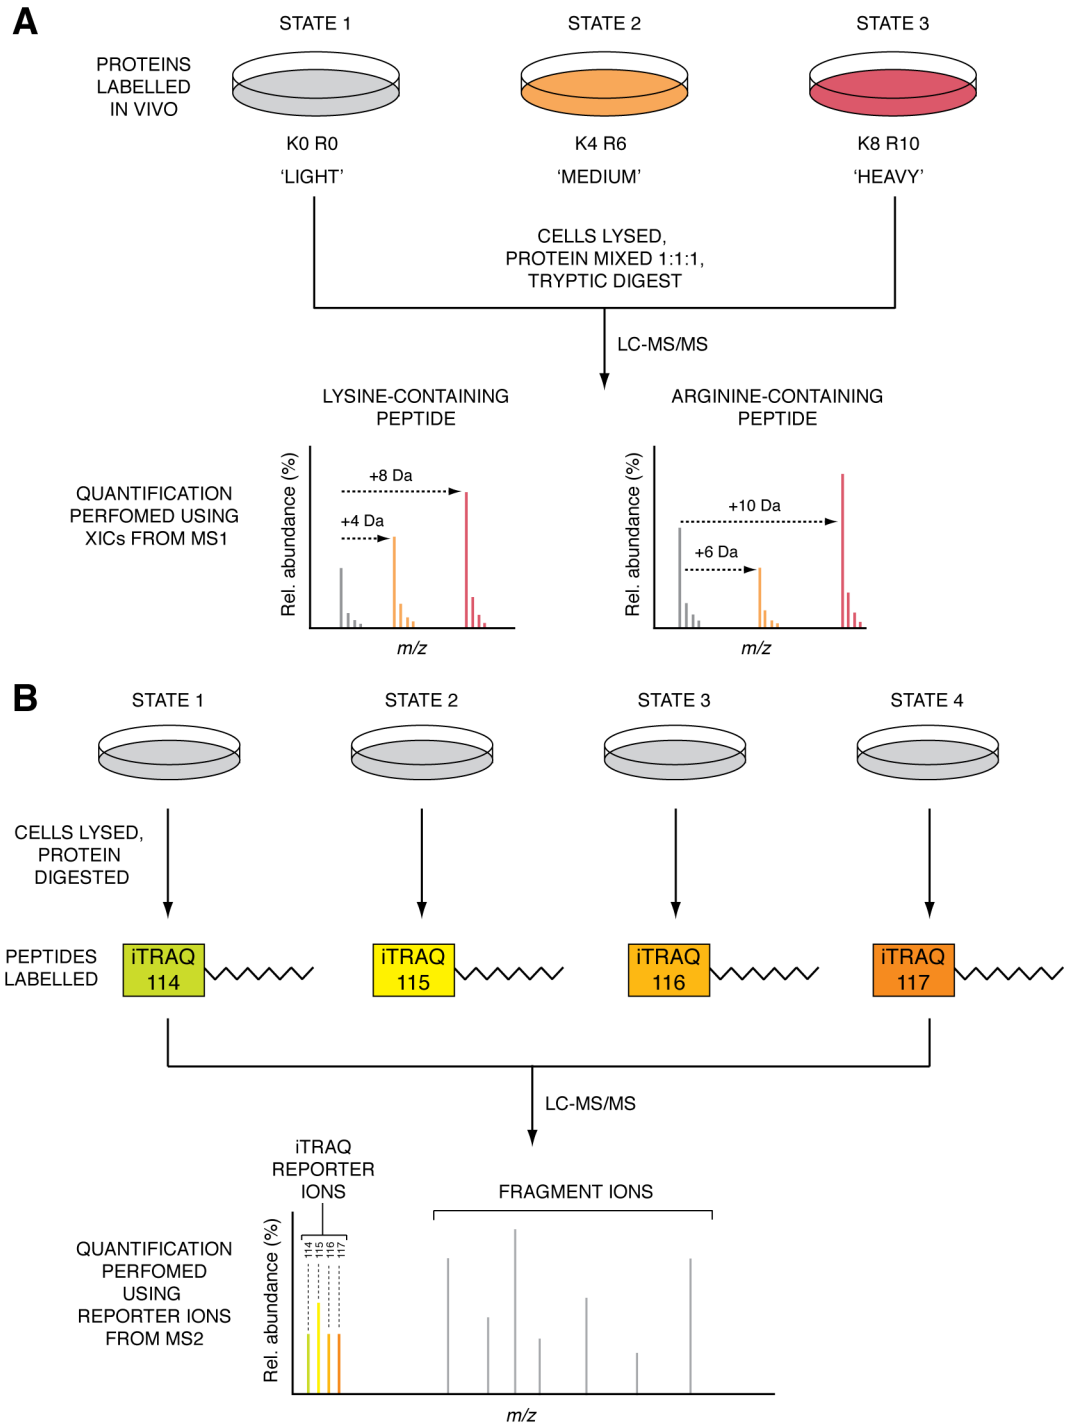 A
STATE 1
STATE 2
STATE 3
PROTEINS
LABELLED
IN VIVO
K0 R0
K4 R6
K8 R10
‘LIGHT’
‘MEDIUM’
‘HEAVY’
CELLS LYSED,
PROTEIN MIXED 1:1:1,
TRYPTIC DIGEST
LC-MS/MS
LYSINE-CONTAINING
PEPTIDE
ARGININE-CONTAINING
PEPTIDE
QUANTIFICATION
PERFOMED USING
XICs FROM MS1
Rel. abundance (%)
+8 Da
+4 Da
m/z
Rel. abundance (%)
+10 Da
+6 Da
m/z
B
STATE 1
STATE 2
STATE 3
STATE 4
CELLS LYSED,
PROTEIN
DIGESTED
PEPTIDES
LABELLED
iTRAQ
114
iTRAQ
115
iTRAQ
116
iTRAQ
117
LC-MS/MS
iTRAQ
REPORTER
IONS
FRAGMENT IONS
QUANTIFICATION
PERFOMED
USING
REPORTER IONS
FROM MS2
Rel. abundance (%)
114
115
116
117
m/z